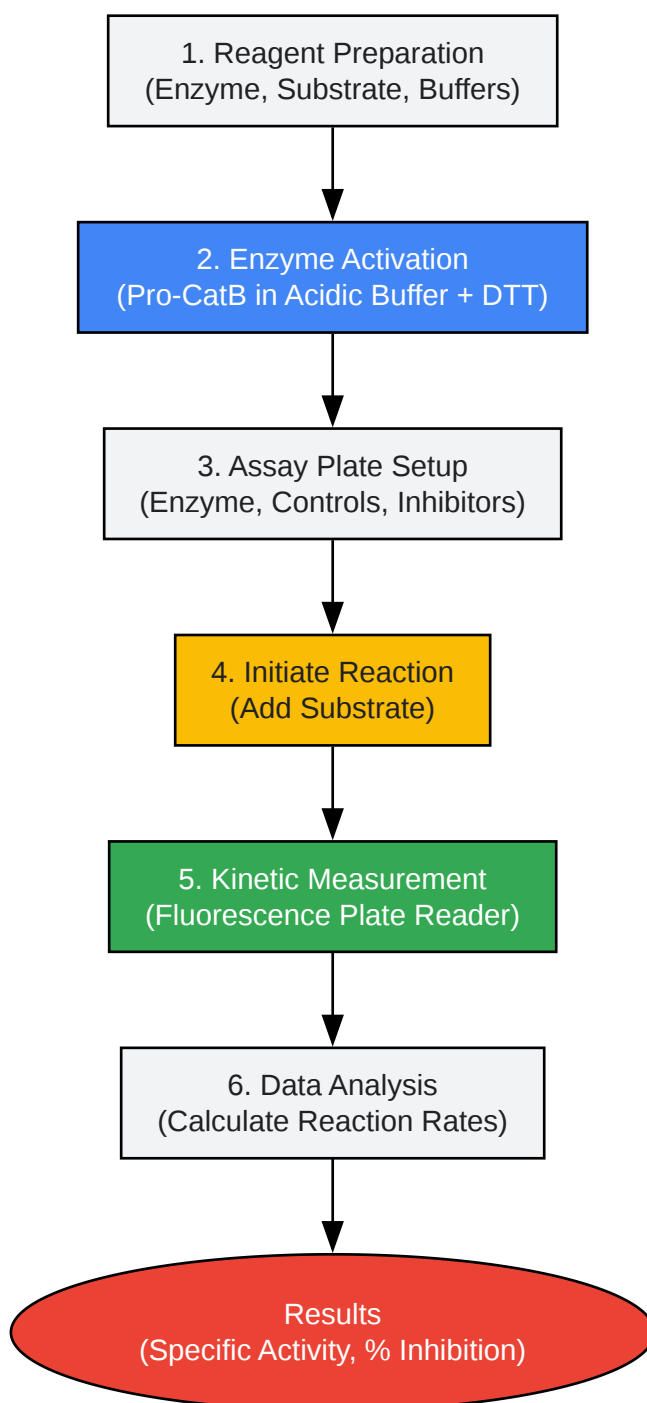 1. Reagent Preparation
(Enzyme, Substrate, Buffers)
2. Enzyme Activation
(Pro-CatB in Acidic Buffer + DTT)
3. Assay Plate Setup
(Enzyme, Controls, Inhibitors)
4. Initiate Reaction
(Add Substrate)
5. Kinetic Measurement
(Fluorescence Plate Reader)
6. Data Analysis
(Calculate Reaction Rates)
Results
(Specific Activity, % Inhibition)